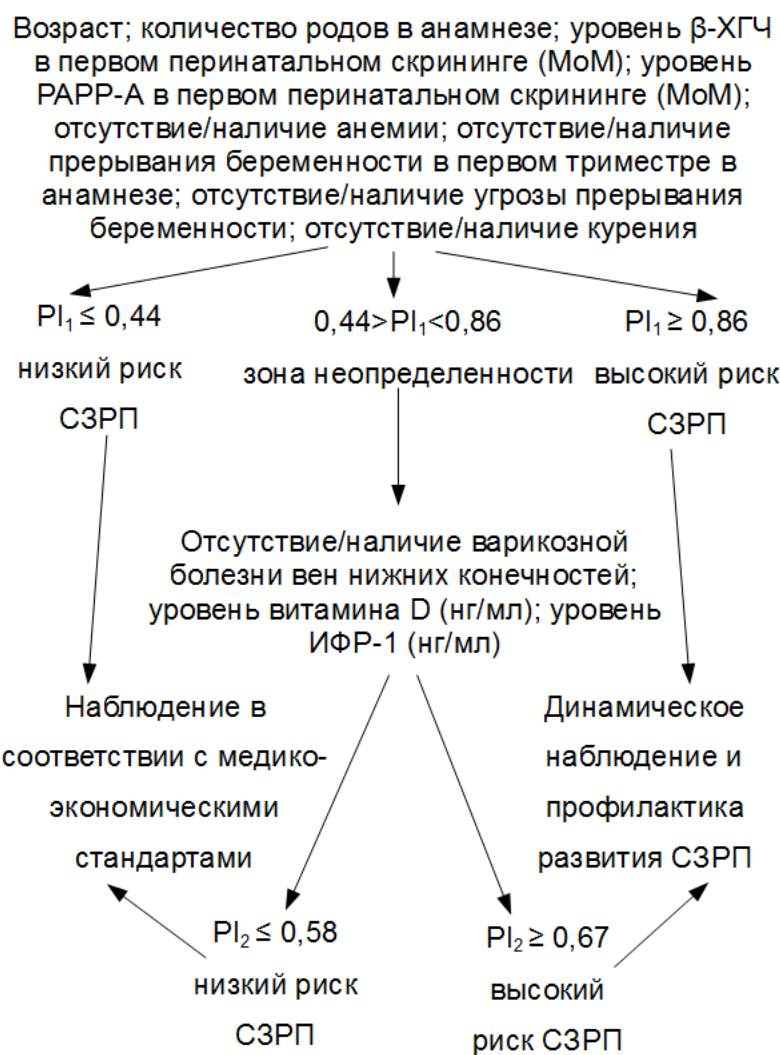 Возраст; количество родов в анамнезе; уровень β-ХГЧ
в первом перинатальном скрининге (МоМ); уровень
PAPP-A в первом перинатальном скрининге (МоМ);
отсутствие/наличие анемии; отсутствие/наличие
прерывания беременности в первом триместре в
анамнезе; отсутствие/наличие угрозы прерывания
беременности; отсутствие/наличие курения
PI₁ ≤ 0,44
низкий риск
СЗРП
0,44>PI₁<0,86
зона неопределенности
PI₁ ≥ 0,86
высокий риск
СЗРП
Отсутствие/наличие варикозной
болезни вен нижних конечностей;
уровень витамина D (нг/мл); уровень
ИФР-1 (нг/мл)
Наблюдение в
соответствии с медико-
экономическими
стандартами
Динамическое
наблюдение и
профилактика
развития СЗРП
PI₂ ≤ 0,58
низкий риск
СЗРП
PI₂ ≥ 0,67
высокий
риск СЗРП